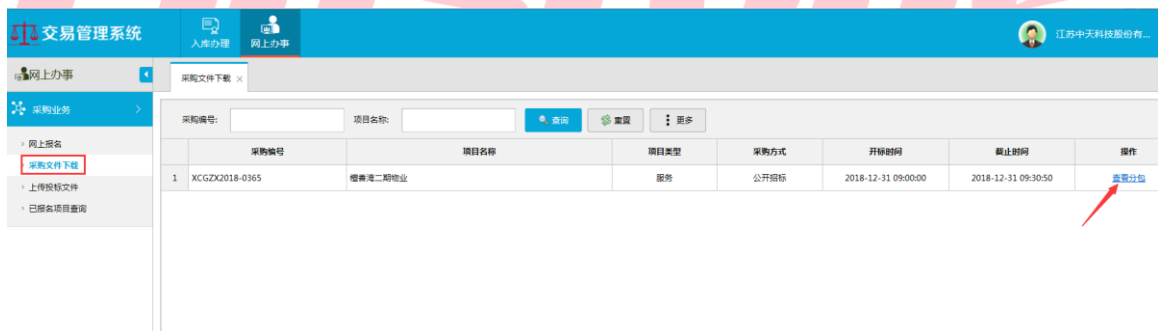 交易管理系统
入库办理
网上办事
江苏中天科技股份有...
网上办事
采购文件下载 ×
采购业务
采购编号: 项目名称: 查询 重置 更多
网上报名
采购文件下载
上传投标文件
已报名项目查询
采购编号 项目名称 项目类型 采购方式 开标时间 截止时间 操作
1 XCGZX2018-0365 檀香湾二期物业 服务 公开招标 2018-12-31 09:00:00 2018-12-31 09:30:50 查看分包